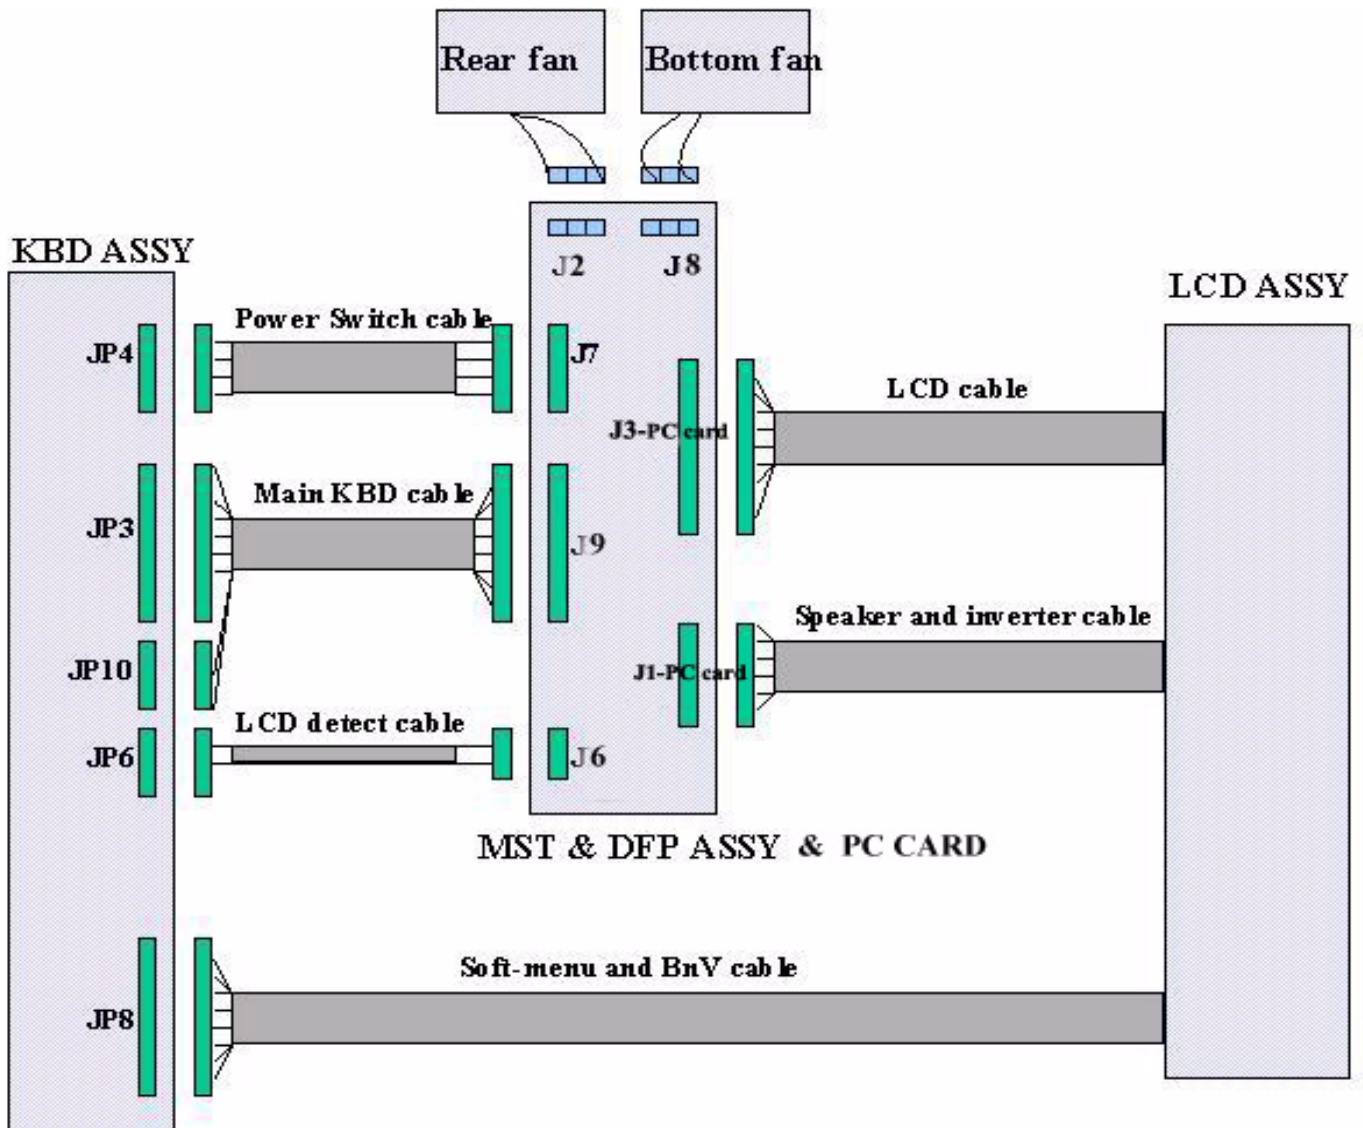 Rear fan
Bottom fan
KBD ASSY
J2
J8
LCD ASSY
Power Switch cable
JP4
J7
LCD cable
J3-PC card
Main KBD cable
JP3
J9
Speaker and inverter cable
JP10
J1-PC card
LCD detect cable
JP6
J6
MST & DFP ASSY & PC CARD
Soft-menu and BnV cable
JP8